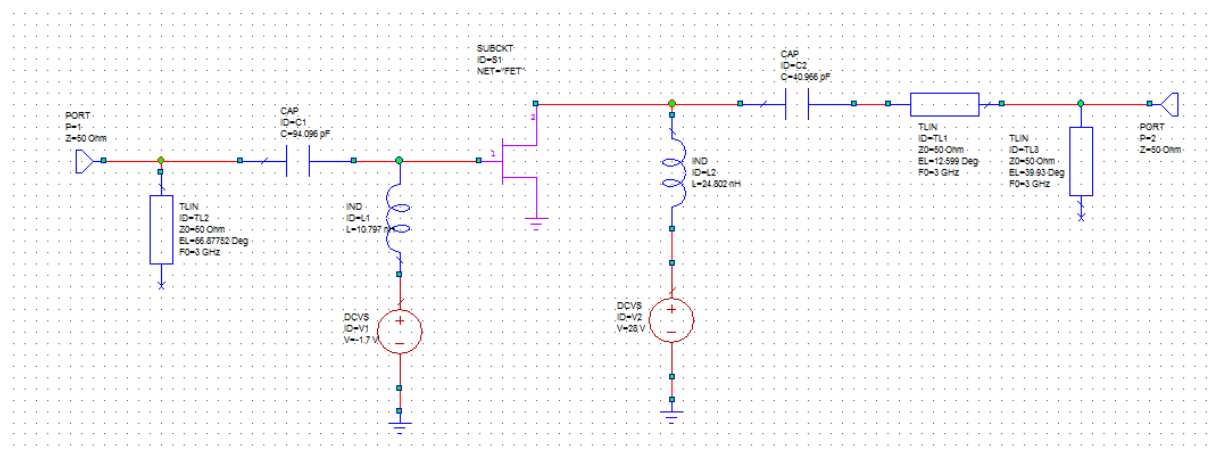 SUBCKT
ID=S1
NET="FET"
CAP
ID=C2
C=40.966 pF
PORT
P=1
Z=50 Ohm
CAP
ID=C1
C=94.096 pF
2
1
TLIN
ID=TL1
Z0=50 Ohm
EL=12.599 Deg
F0=3 GHz
TLIN
ID=TL3
Z0=50 Ohm
EL=39.93 Deg
F0=3 GHz
PORT
P=2
Z=50 Ohm
IND
ID=L2
L=24.802 nH
TLIN
ID=TL2
Z0=50 Ohm
EL=56.87752 Deg
F0=3 GHz
IND
ID=L1
L=10.797 nH
DCVS
ID=V1
V=-1.7 V
DCVS
ID=V2
V=28 V